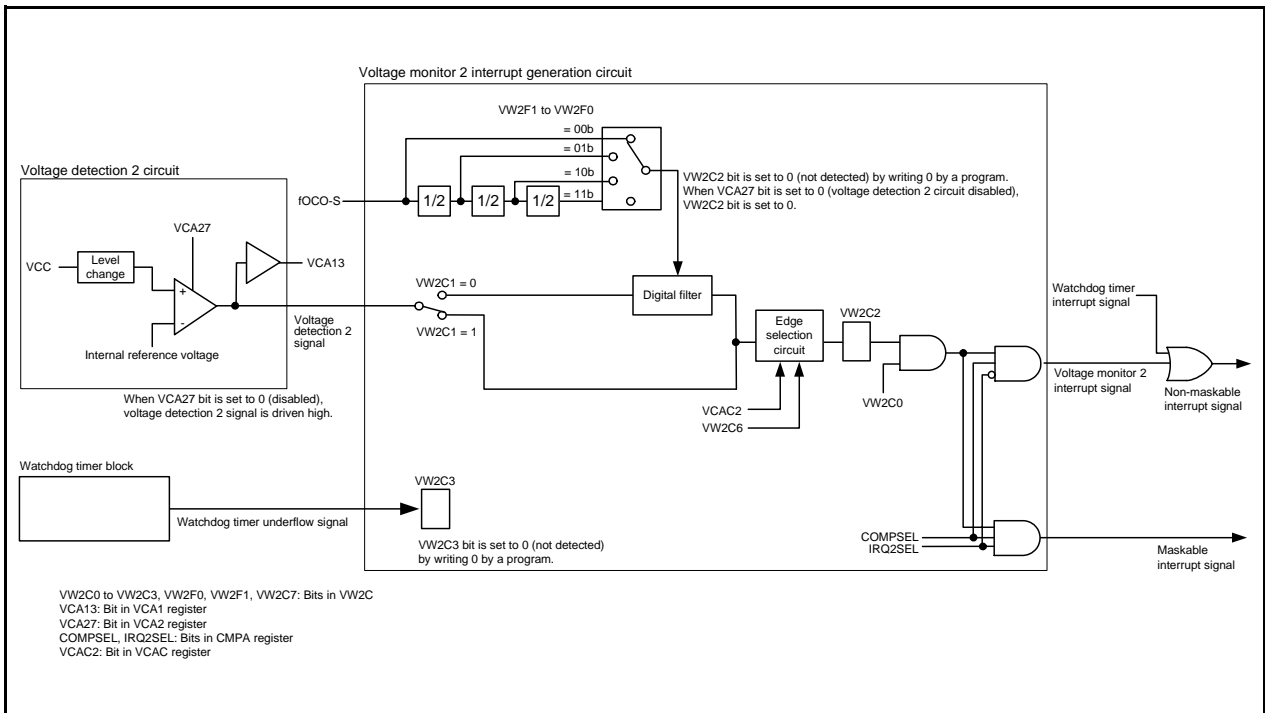 Voltage monitor 2 interrupt generation circuit
VW2F1 to VW2F0
= 00b
= 01b
= 10b
= 11b
fOCO-S
1/2
1/2
1/2
VW2C2 bit is set to 0 (not detected) by writing 0 by a program.
When VCA27 bit is set to 0 (voltage detection 2 circuit disabled),
VW2C2 bit is set to 0.
Voltage detection 2 circuit
VCA27
VCC
Level
change
+
-
VCA13
Internal reference voltage
Voltage
detection 2
signal
When VCA27 bit is set to 0 (disabled),
voltage detection 2 signal is driven high.
VW2C1 = 0
VW2C1 = 1
Digital filter
Edge
selection
circuit
VW2C2
VCAC2
VW2C6
VW2C0
Watchdog timer
interrupt signal
Voltage monitor 2
interrupt signal
Non-maskable
interrupt signal
Watchdog timer block
Watchdog timer underflow signal
VW2C3
VW2C3 bit is set to 0 (not detected)
by writing 0 by a program.
COMPSEL
IRQ2SEL
Maskable
interrupt signal
VW2C0 to VW2C3, VW2F0, VW2F1, VW2C7: Bits in VW2C
VCA13: Bit in VCA1 register
VCA27: Bit in VCA2 register
COMPSEL, IRQ2SEL: Bits in CMPA register
VCAC2: Bit in VCAC register